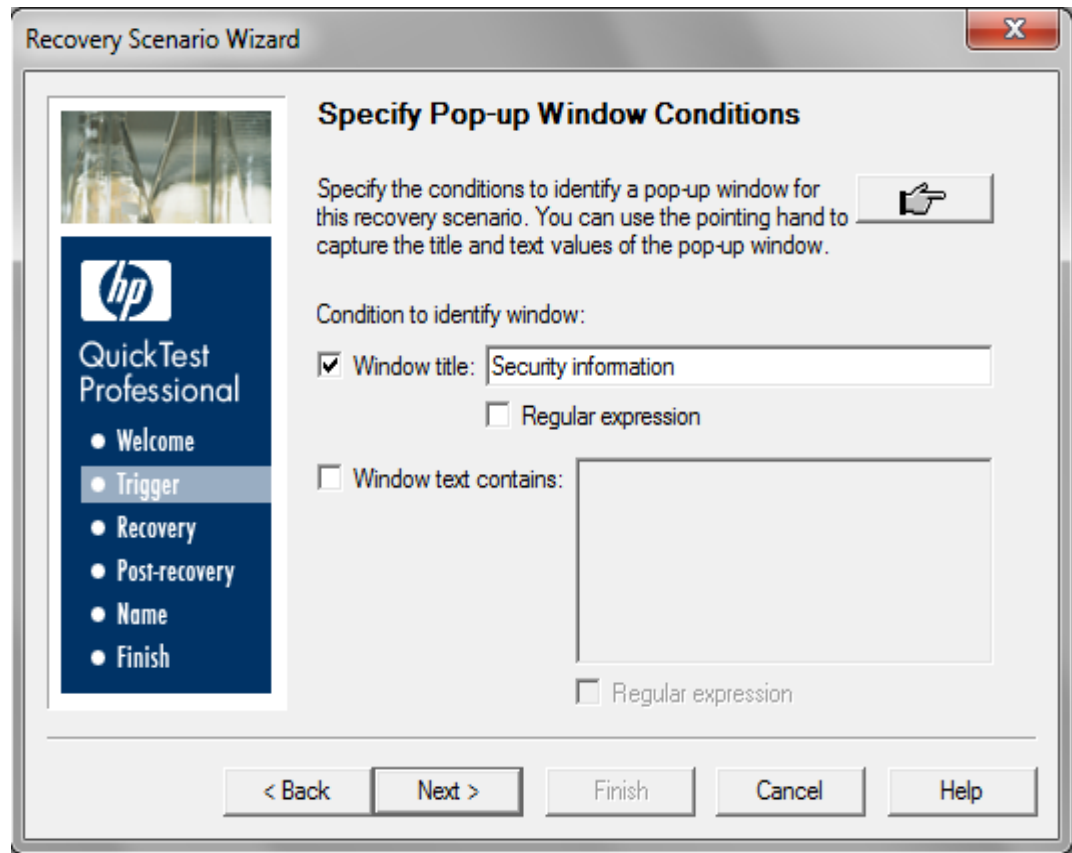 Recovery Scenario Wizard
X
Specify Pop-up Window Conditions
Specify the conditions to identify a pop-up window for
this recovery scenario. You can use the pointing hand to
capture the title and text values of the pop-up window.
hp
QuickTest
Professional
Welcome
Trigger
Recovery
Post-recovery
Name
Finish
Condition to identify window:
Window title: Security information
Regular expression
Window text contains:
Regular expression
< Back Next > Finish Cancel Help